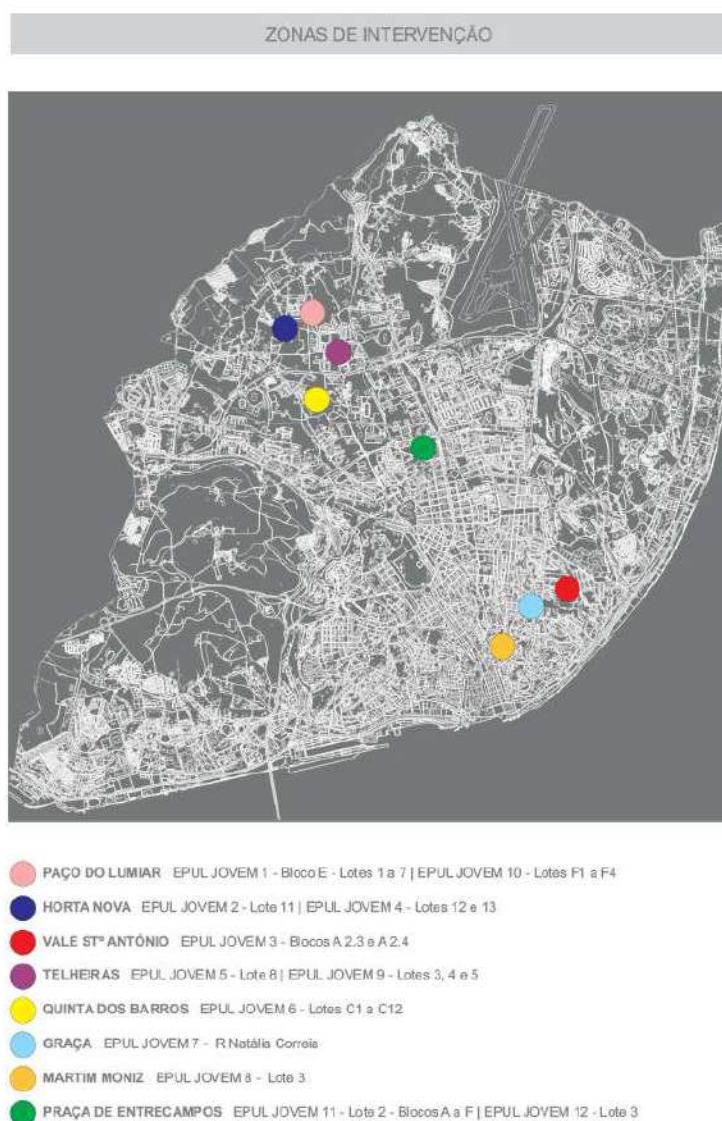 ZONAS DE INTERVENÇÃO
PAÇO DO LUMIAR EPUL JOVEM 1 - Bloco E - Lotes 1 a 7 | EPUL JOVEM 10 - Lotes F1 a F4
HORTA NOVA EPUL JOVEM 2 - Lote 11 | EPUL JOVEM 4 - Lotes 12 e 13
VALE STº ANTÓNIO EPUL JOVEM 3 - Blocos A 2.3 e A 2.4
TELHEIRAS EPUL JOVEM 5 - Lote 8 | EPUL JOVEM 9 - Lotes 3, 4 e 5
QUINTA DOS BARROS EPUL JOVEM 6 - Lotes C1 a C12
GRAÇA EPUL JOVEM 7 - R Natália Correia
MARTIM MONIZ EPUL JOVEM 8 - Lote 3
PRAÇA DE ENTRECAMPOS EPUL JOVEM 11 - Lote 2 - Blocos A a F | EPUL JOVEM 12 - Lote 3